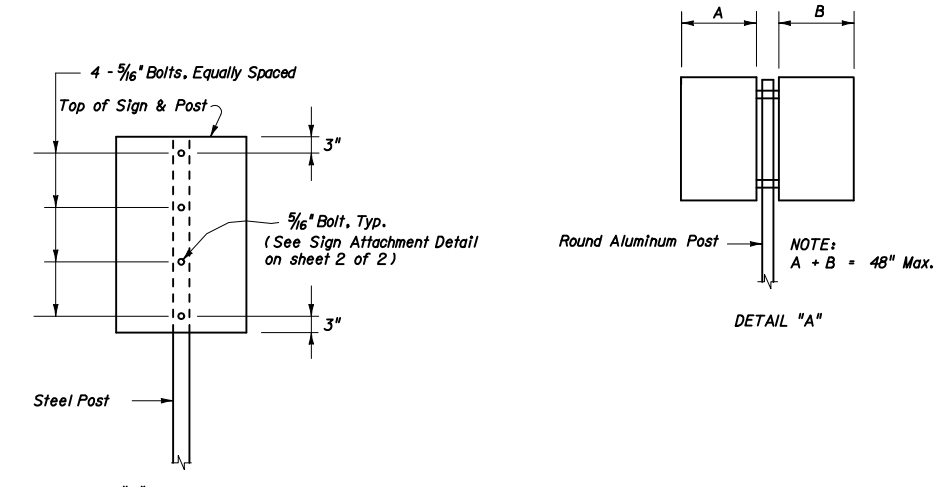 4 - 5/16" Bolts, Equally Spaced
Top of Sign & Post
3"
5/16" Bolt, Typ.
(See Sign Attachment Detail
on sheet 2 of 2)
3"
Steel Post
A
B
Round Aluminum Post
NOTE:
A + B = 48" Max.
DETAIL "A"